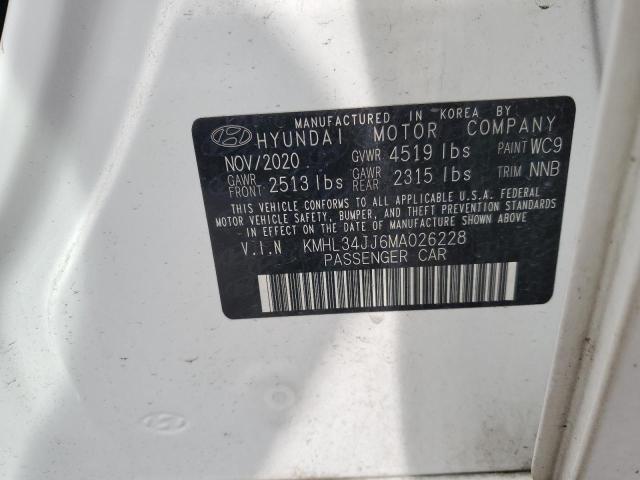 MANUFACTURED IN KOREA BY
HYUNDAI MOTOR COMPANY
NOV/2020 GVWR 4519 lbs PAINT WC9
GAWR FRONT 2513 lbs GAWR REAR 2315 lbs TRIM NNB
THIS VEHICLE CONFORMS TO ALL APPLICABLE U.S.A. FEDERAL
MOTOR VEHICLE SAFETY, BUMPER, AND THEFT PREVENTION STANDARDS
IN EFFECT ON THE DATE OF MANUFACTURE SHOWN ABOVE
V.I.N KMHL34JJ6MA026228
PASSENGER CAR